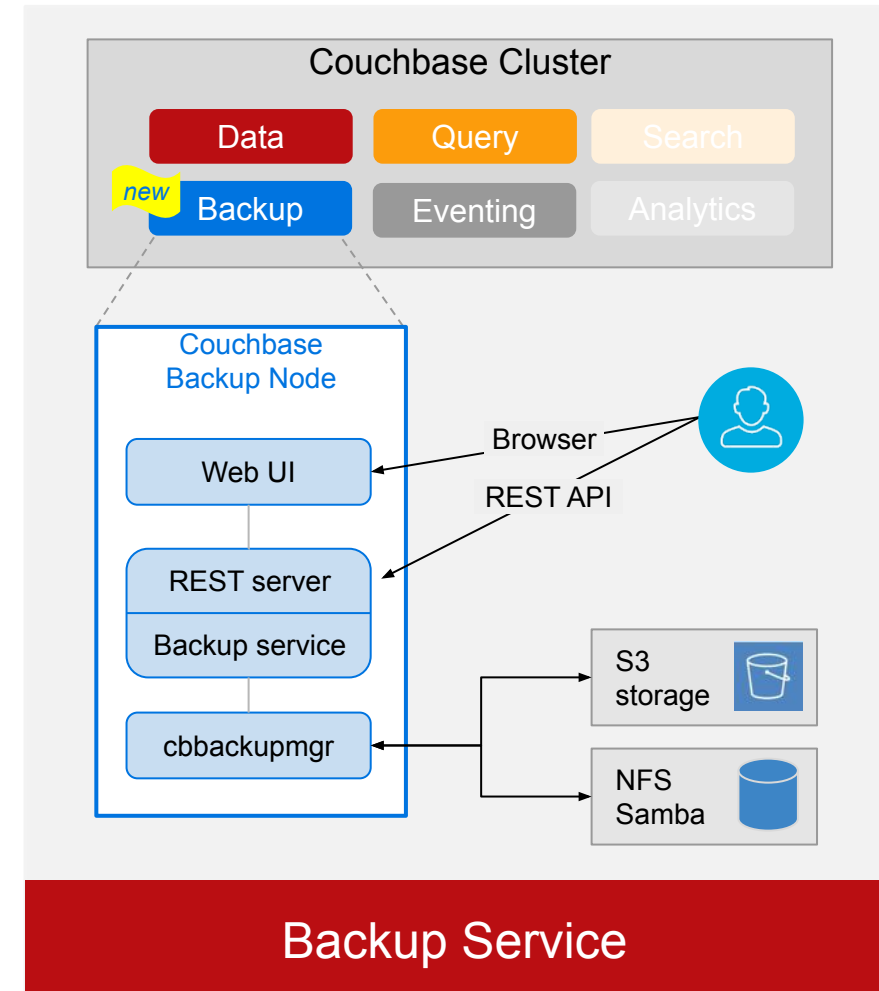 Couchbase Cluster
Data
Query
Search
new
Backup
Eventing
Analytics
Couchbase
Backup Node
Web UI
Browser
REST API
REST server
Backup service
cbbackupmgr
S3
storage
NFS
Samba
Backup Service